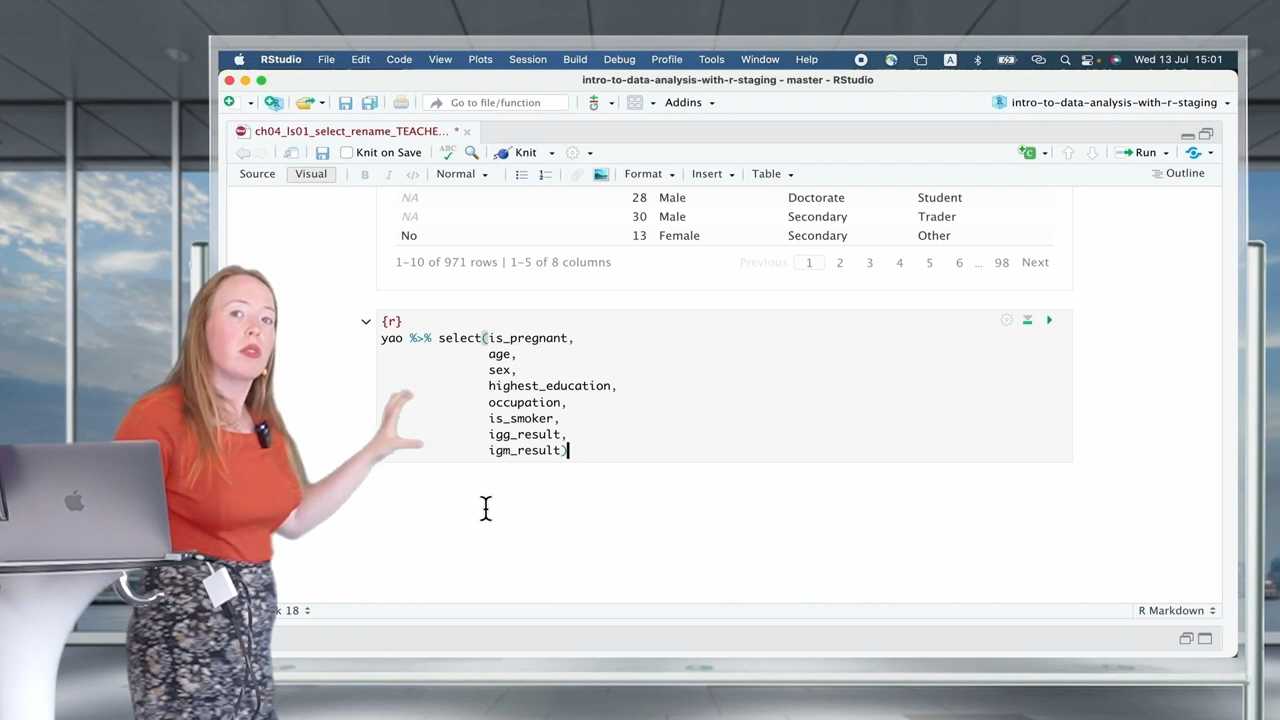 RStudio File Edit Code View Plots Session Build Debug Profile Tools Window Help A Wed 13 Jul 15:01
intro-to-data-analysis-with-r-staging - master - RStudio
Go to file/function Addins intro-to-data-analysis-with-r-staging
ch04_ls01_select_rename_TEACHE... *
Knit on Save ABC Knit Run
Source Visual B I </> Normal Format Insert Table Outline
NA 28 Male Doctorate Student
NA 30 Male Secondary Trader
No 13 Female Secondary Other
1-10 of 971 rows | 1-5 of 8 columns Previous 1 2 3 4 5 6 ... 98 Next
{r}
yao %>% select(is_pregnant,
age,
sex,
highest_education,
occupation,
is_smoker,
igg_result,
igm_result)
18 R Markdown